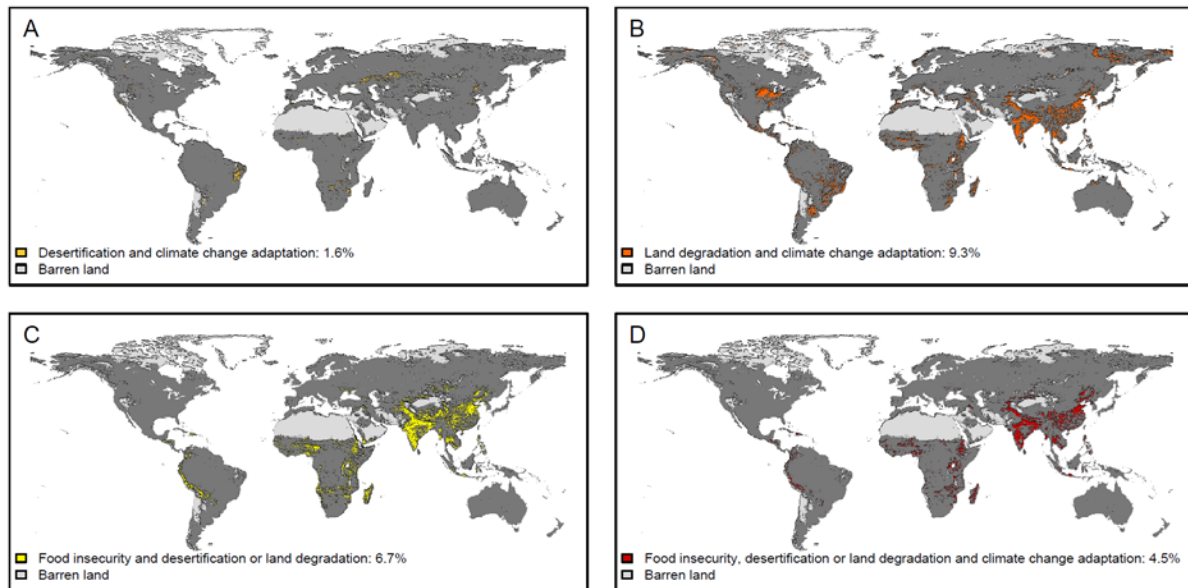 A
Desertification and climate change adaptation: 1.6%
Barren land
B
Land degradation and climate change adaptation: 9.3%
Barren land
C
Food insecurity and desertification or land degradation: 6.7%
Barren land
D
Food insecurity, desertification or land degradation and climate change adaptation: 4.5%
Barren land